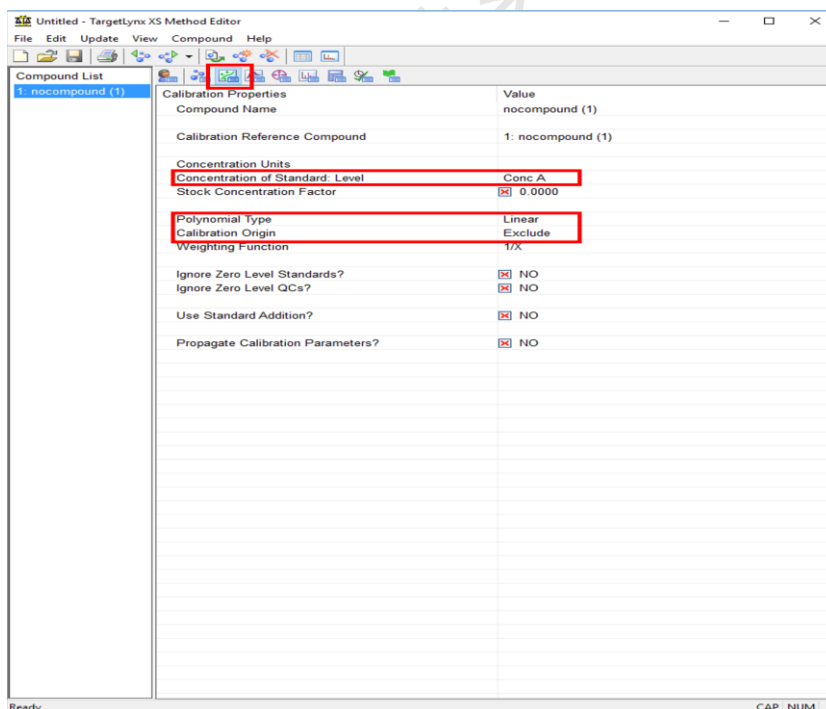 Untitled - TargetLynx XS Method Editor
File Edit Update View Compound Help
Compound List
1: nocompound (1)
Calibration Properties Value
Compound Name nocompound (1)
Calibration Reference Compound 1: nocompound (1)
Concentration Units
Concentration of Standard: Level Conc A
Stock Concentration Factor 0.0000
Polynomial Type Linear
Calibration Origin Exclude
Weighting Function 1/X
Ignore Zero Level Standards? NO
Ignore Zero Level QCs? NO
Use Standard Addition? NO
Propagate Calibration Parameters? NO
Ready CAP NUM